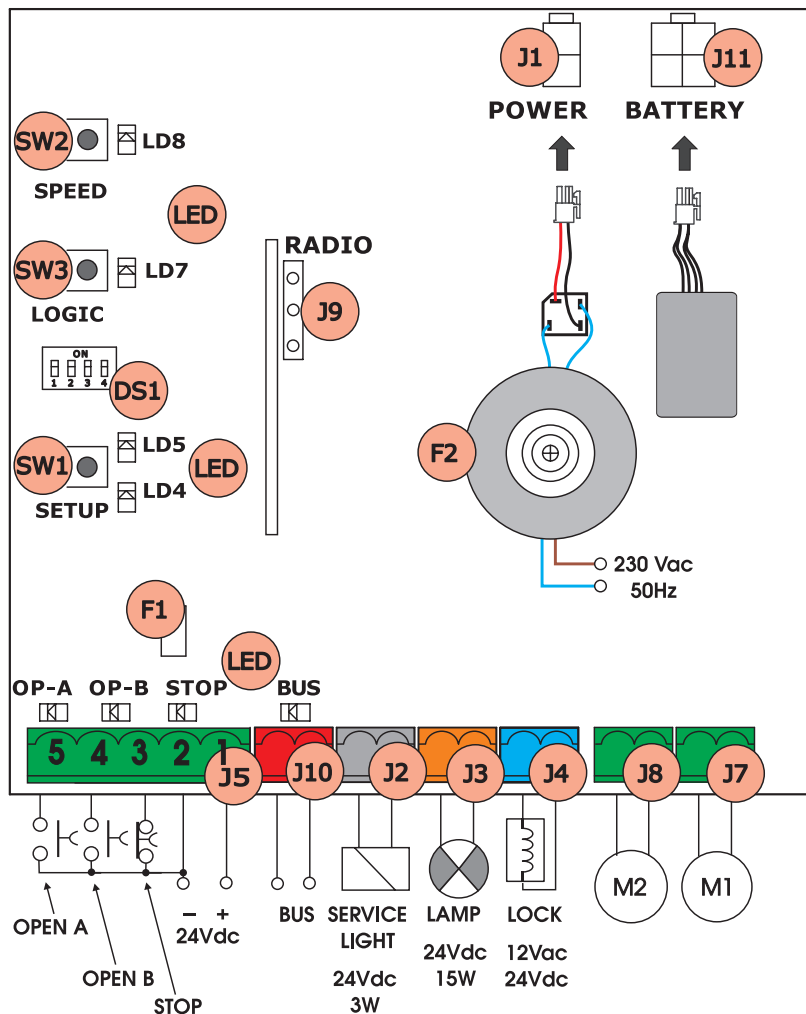 J1
J11
POWER
BATTERY
SW2
LD8
SPEED
LED
RADIO
SW3
LD7
LOGIC
J9
ON
1 2 3 4
DS1
LD5
SW1
LED
LD4
SETUP
F2
230 Vac
50Hz
F1
LED
OP-A OP-B STOP BUS
5 4 3 2 1
J5
J10
J2
J3
J4
J8
J7
M2
M1
– +
24Vdc
OPEN A
OPEN B
STOP
BUS
SERVICE
LIGHT
24Vdc
3W
LAMP
24Vdc
15W
LOCK
12Vac
24Vdc